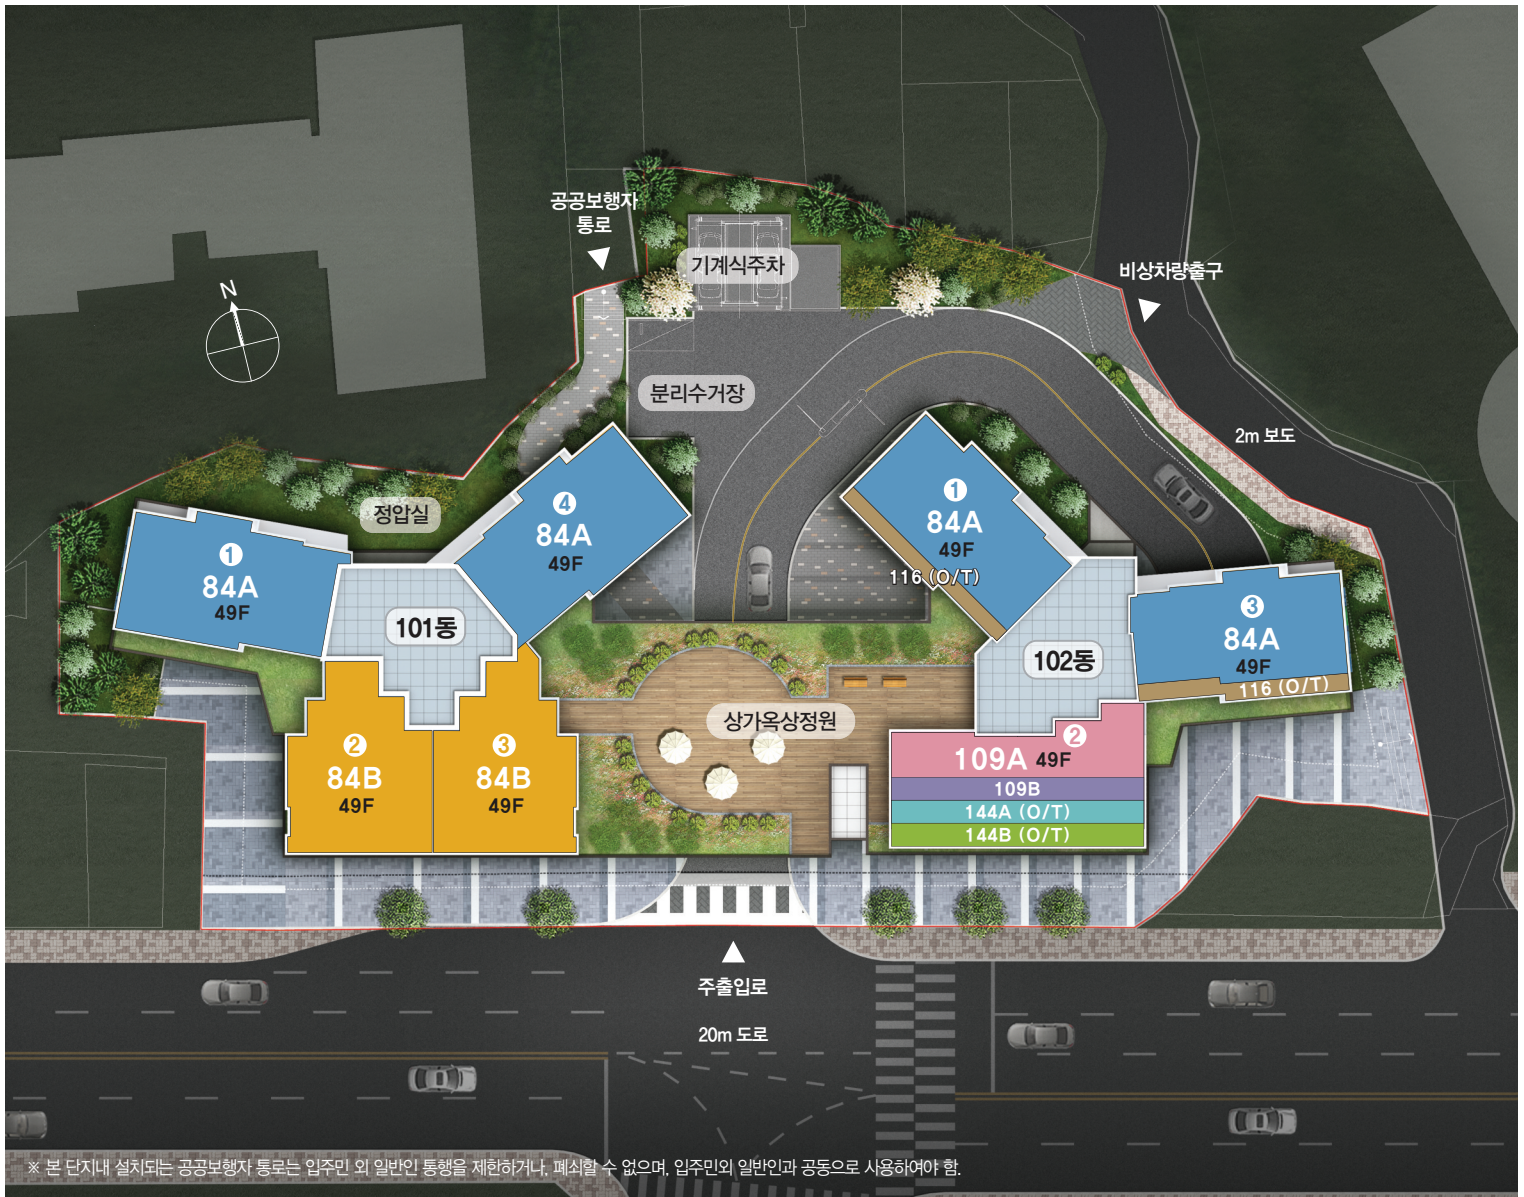 공공보행자
통로
기계식주차
비상차량출구
N
분리수거장
2m 보도
정압실
1
84A
49F
4
84A
49F
1
84A
49F
116 (O/T)
101동
102동
3
84A
49F
116 (O/T)
상가옥상정원
2
84B
49F
3
84B
49F
2
109A 49F
109B
144A (O/T)
144B (O/T)
주출입로
20m 도로
※ 본 단지내 설치되는 공공보행자 통로는 입주민 외 일반인 통행을 제한하거나, 폐쇄할 수 없으며, 입주민외 일반인과 공동으로 사용하여야 함.